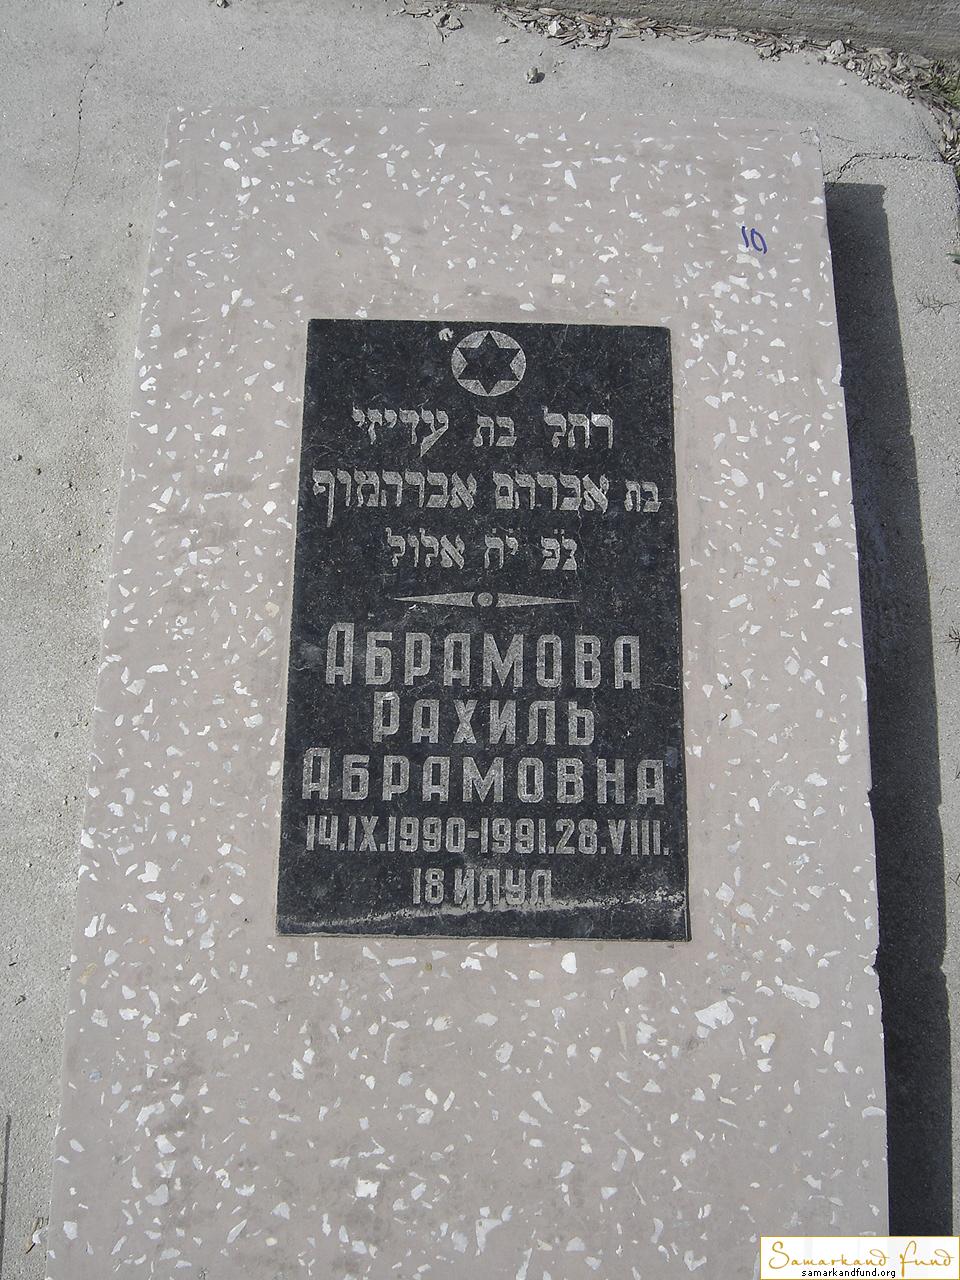 10
רחל בת עדיזי
בת אברהם אברהמוף
נ̈פ̈ י̈ח̈ אלול
АБРАМОВА
РАХИЛЬ
АБРАМОВНА
14.IX.1990-1991.28.VIII.
18 ИЛУЛ
Samarkand Fund
samarkandfund.org